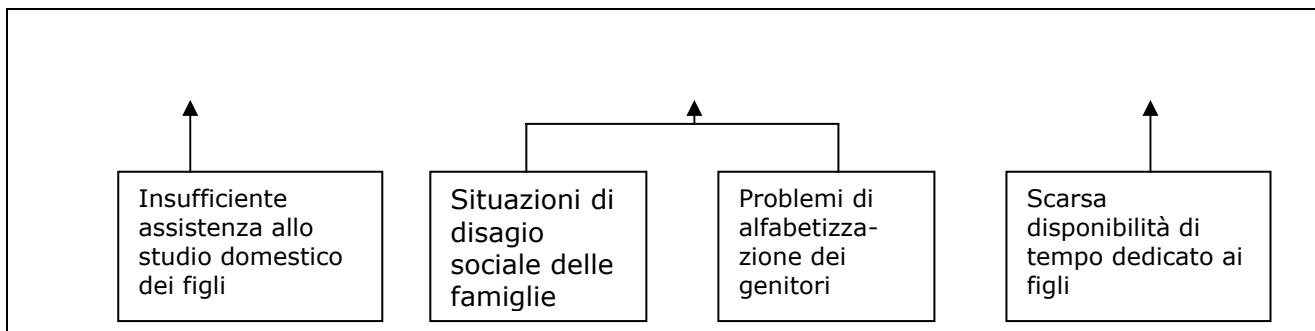 Insufficiente
assistenza allo
studio domestico
dei figli
Situazioni di
disagio
sociale delle
famiglie
Problemi di
alfabetizza-
zione dei
genitori
Scarsa
disponibilità di
tempo dedicato ai
figli